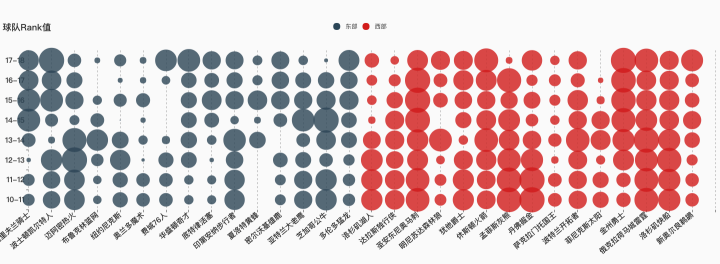 球队Rank值
东部 西部
17-18
16-17
15-16
14-15
13-14
12-13
11-12
10-11
里夫兰骑士
波士顿凯尔特人
迈阿密热火
布鲁克林篮网
纽约尼克斯
奥兰多魔术
费城76人
华盛顿奇才
底特律活塞
印第安纳步行者
夏洛特黄蜂
密尔沃基雄鹿
亚特兰大老鹰
芝加哥公牛
多伦多猛龙
洛杉矶湖人
达拉斯独行侠
圣安东尼奥马刺
明尼苏达森林狼
犹他爵士
休斯顿火箭
孟菲斯灰熊
丹佛掘金
萨克拉门托国王
波特兰开拓者
菲尼克斯太阳
金州勇士
俄克拉荷马城雷霆
洛杉矶快船
新奥尔良鹈鹕